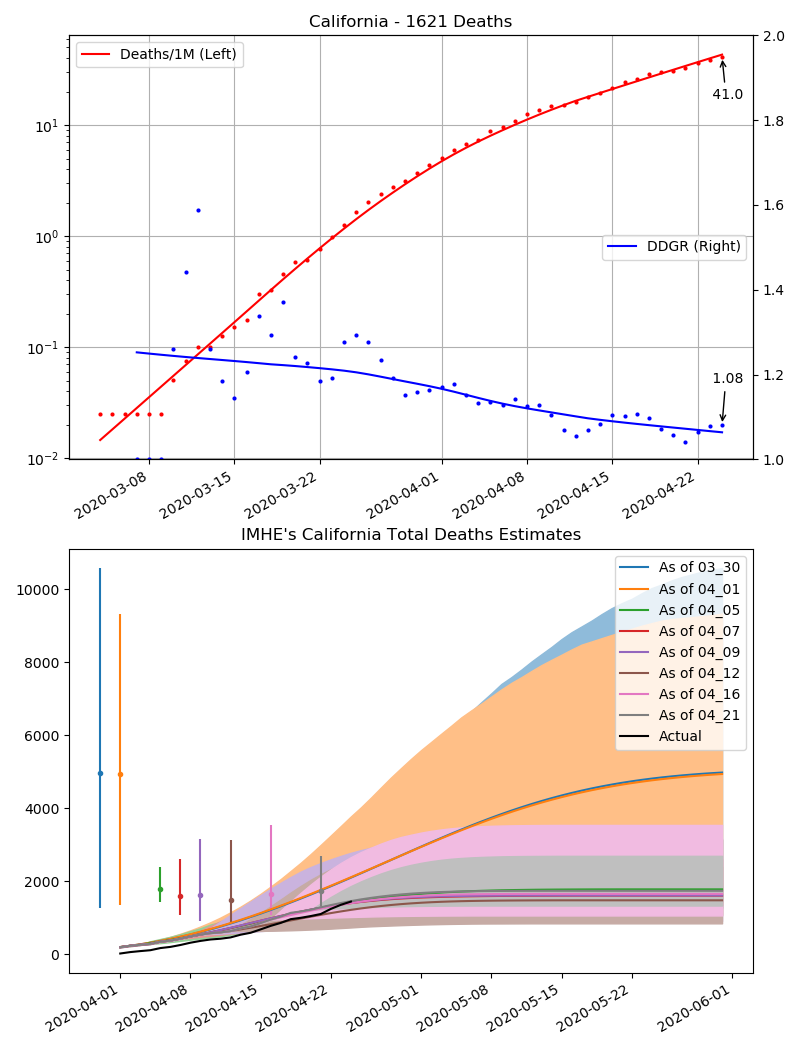 California - 1621 Deaths
Deaths/1M (Left)
DDGR (Right)
41.0
1.08
10^1
10^0
10^-1
10^-2
2.0
1.8
1.6
1.4
1.2
1.0
2020-03-08
2020-03-15
2020-03-22
2020-04-01
2020-04-08
2020-04-15
2020-04-22
IMHE's California Total Deaths Estimates
10000
8000
6000
4000
2000
0
As of 03_30
As of 04_01
As of 04_05
As of 04_07
As of 04_09
As of 04_12
As of 04_16
As of 04_21
Actual
2020-04-01
2020-04-08
2020-04-15
2020-04-22
2020-05-01
2020-05-08
2020-05-15
2020-05-22
2020-06-01